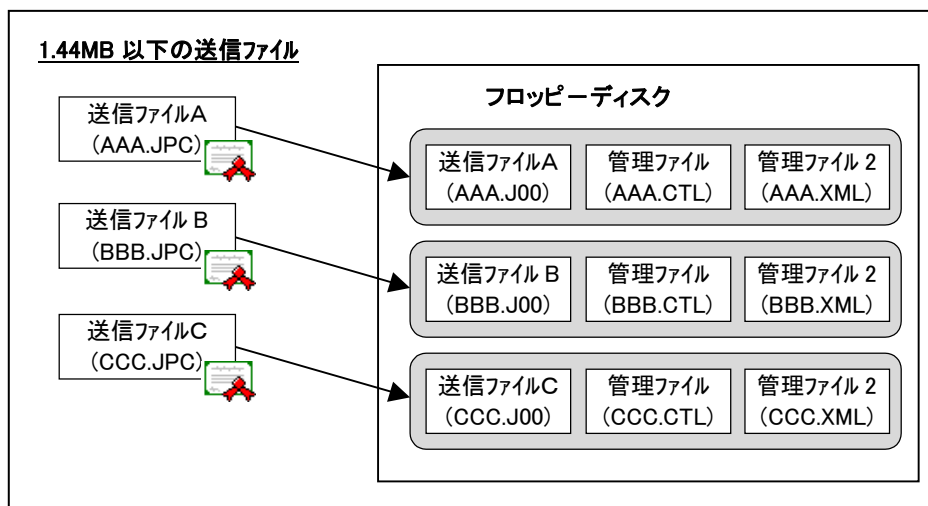 1.44MB 以下の送信ファイル
フロッピーディスク
送信ファイルA
(AAA.JPC)
送信ファイルA
(AAA.J00)
管理ファイル
(AAA.CTL)
管理ファイル 2
(AAA.XML)
送信ファイル B
(BBB.JPC)
送信ファイル B
(BBB.J00)
管理ファイル
(BBB.CTL)
管理ファイル 2
(BBB.XML)
送信ファイルC
(CCC.JPC)
送信ファイルC
(CCC.J00)
管理ファイル
(CCC.CTL)
管理ファイル 2
(CCC.XML)